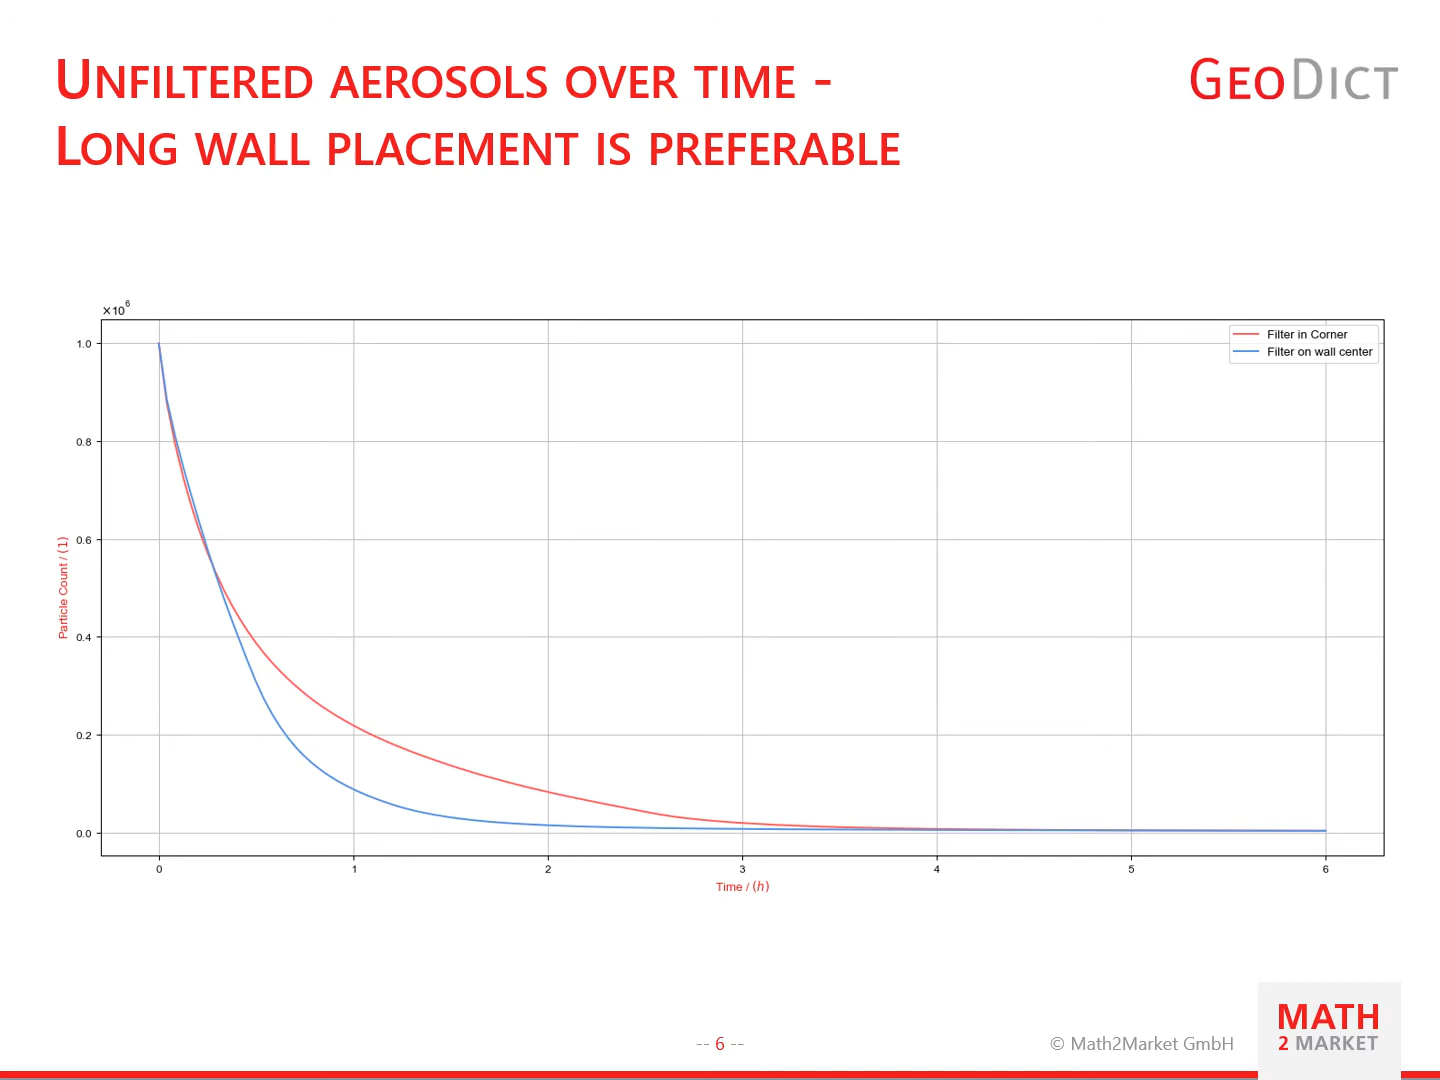 UNFILTERED AEROSOLS OVER TIME -
LONG WALL PLACEMENT IS PREFERABLE
GEODICT
×10⁶
Filter in Corner
Filter on wall center
1.0
0.8
0.6
0.4
0.2
0.0
Particle Count / (1)
0 1 2 3 4 5 6
Time / (h)
-- 6 --
© Math2Market GmbH
MATH
2 MARKET